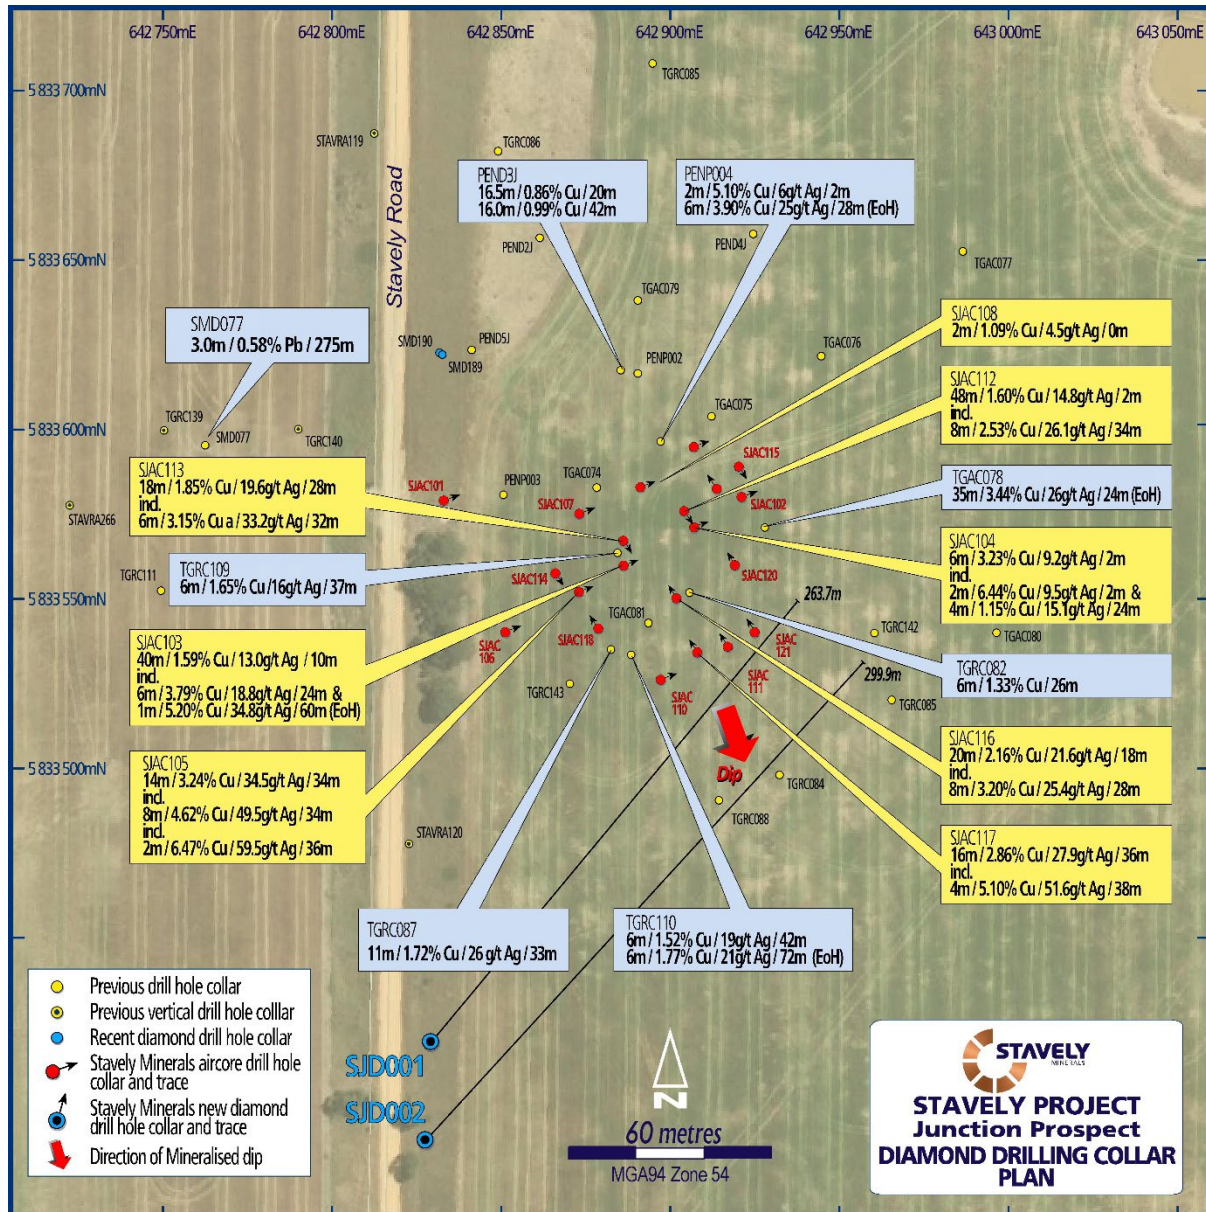 642 750mE
642 800mE
642 850mE
642 900mE
642 950mE
643 000mE
643 050mE
5 833 700mN
TGRC085
STAVRA119
TGRC086
Stavely Road
PEND3J
16.5m / 0.86% Cu / 20m
16.0m / 0.99% Cu / 42m
PENP004
2m / 5.10% Cu / 6g/t Ag / 2m
6m / 3.90% Cu / 25g/t Ag / 28m (EoH)
PEND2J
PEND4J
5 833 650mN
TGAC077
TGAC079
SMD077
3.0m / 0.58% Pb / 275m
SMD190
SMD189
PEND5J
PENP002
TGAC076
SJAC108
2m / 1.09% Cu / 4.5g/t Ag / 0m
SJAC112
48m / 1.60% Cu / 14.8g/t Ag / 2m
incl.
8m / 2.53% Cu / 26.1g/t Ag / 34m
TGRC139
SMD077
TGRC140
TGAC075
5 833 600mN
SJAC113
18m / 1.85% Cu / 19.6g/t Ag / 28m
incl.
6m / 3.15% Cu a / 33.2g/t Ag / 32m
SJAC101
PENP003
TGAC074
SJAC107
SJAC115
SJAC102
TGAC078
35m / 3.44% Cu / 26g/t Ag / 24m (EoH)
STAVRA266
TGRC109
6m / 1.65% Cu /16g/t Ag / 37m
TGRC111
SJAC114
SJAC120
SJAC104
6m / 3.23% Cu / 9.2g/t Ag / 2m
incl.
2m / 6.44% Cu / 9.5g/t Ag / 2m &
4m / 1.15% Cu / 15.1g/t Ag / 24m
5 833 550mN
263.7m
SJAC103
40m / 1.59% Cu / 13.0g/t Ag / 10m
incl.
6m / 3.79% Cu / 18.8g/t Ag / 24m &
1m / 5.20% Cu / 34.8g/t Ag / 60m (EoH)
SJAC
106
SJAC118
TGAC081
SJAC
121
TGRC142
TGAC080
SJAC
111
299.9m
TGRC082
6m / 1.33% Cu / 26m
TGRC143
SJAC
110
TGRC085
SJAC105
14m / 3.24% Cu / 34.5g/t Ag / 34m
incl.
8m / 4.62% Cu / 49.5g/t Ag / 34m
incl.
2m / 6.47% Cu / 59.5g/t Ag / 36m
SJAC116
20m / 2.16% Cu / 21.6g/t Ag / 18m
incl.
8m / 3.20% Cu / 25.4g/t Ag / 28m
5 833 500mN
Dip
TGRC084
TGRC088
STAVRA120
SJAC117
16m / 2.86% Cu / 27.9g/t Ag / 36m
incl.
4m / 5.10% Cu / 51.6g/t Ag / 38m
TGRC087
11m / 1.72% Cu / 26 g/t Ag / 33m
TGRC110
6m / 1.52% Cu / 19g/t Ag / 42m
6m / 1.77% Cu / 21g/t Ag / 72m (EoH)
Previous drill hole collar
Previous vertical drill hole colllar
Recent diamond drill hole collar
Stavely Minerals aircore drill hole
collar and trace
Stavely Minerals new diamond
drill hole collar and trace
Direction of Mineralised dip
SJD001
SJD002
N
60 metres
MGA94 Zone 54
STAVELY
MINERALS
STAVELY PROJECT
Junction Prospect
DIAMOND DRILLING COLLAR
PLAN